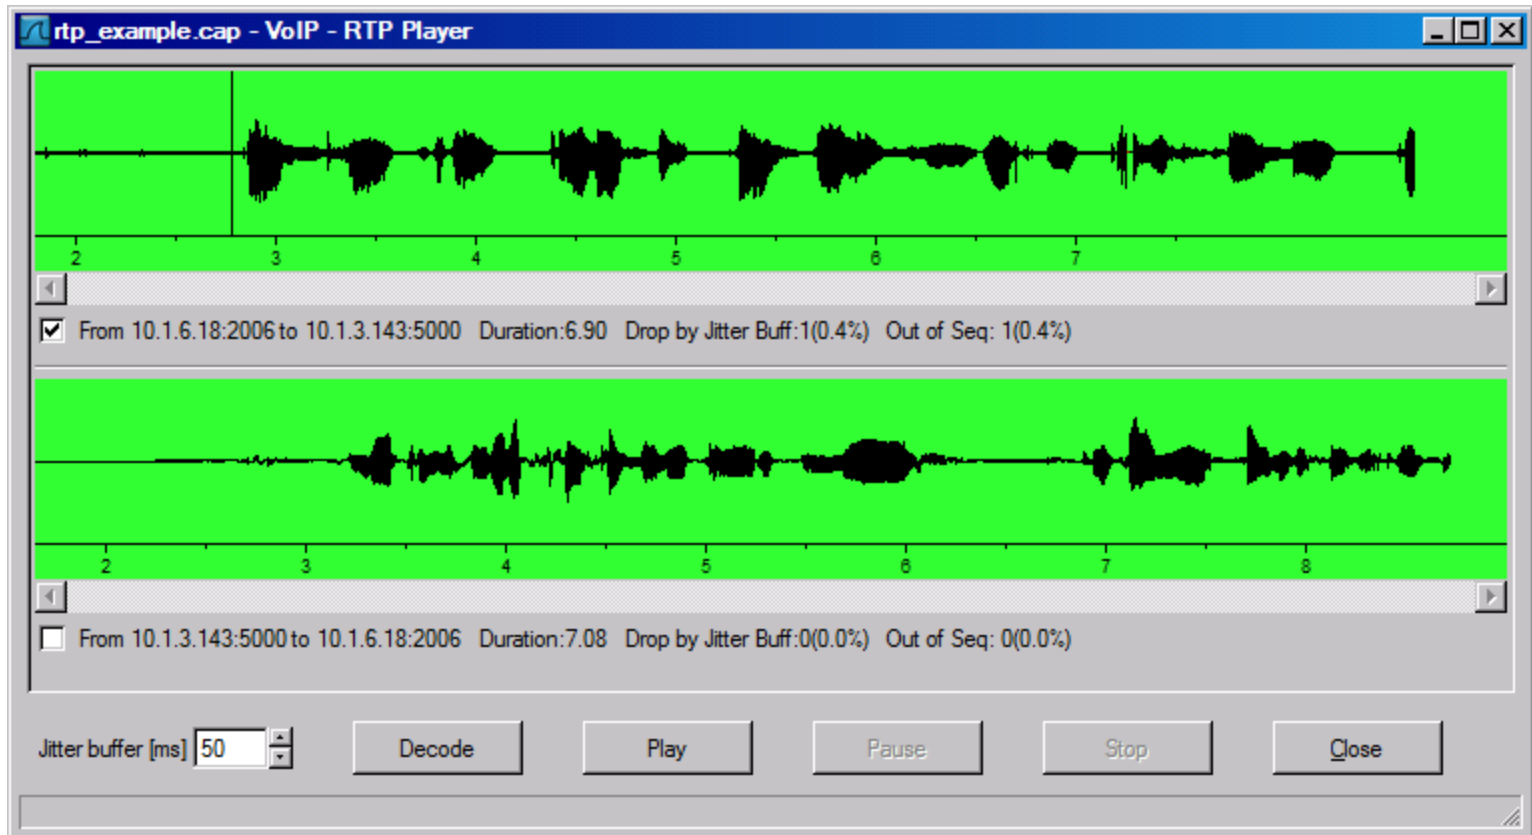 rtp_example.cap - VoIP - RTP Player
2 3 4 5 6 7
From 10.1.6.18:2006 to 10.1.3.143:5000 Duration:6.90 Drop by Jitter Buff:1(0.4%) Out of Seq: 1(0.4%)
2 3 4 5 6 7 8
From 10.1.3.143:5000 to 10.1.6.18:2006 Duration:7.08 Drop by Jitter Buff:0(0.0%) Out of Seq: 0(0.0%)
Jitter buffer [ms] 50 Decode Play Pause Stop Close